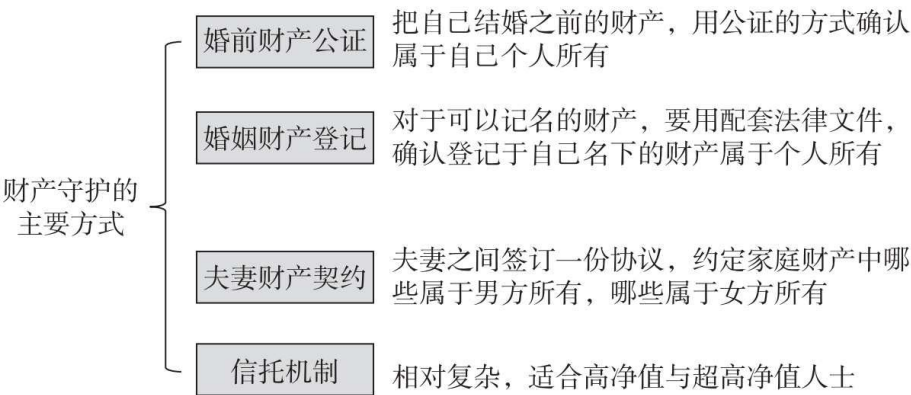 财产守护的
主要方式
婚前财产公证
把自己结婚之前的财产，用公证的方式确认
属于自己个人所有
婚姻财产登记
对于可以记名的财产，要用配套法律文件，
确认登记于自己名下的财产属于个人所有
夫妻财产契约
夫妻之间签订一份协议，约定家庭财产中哪
些属于男方所有，哪些属于女方所有
信托机制
相对复杂，适合高净值与超高净值人士